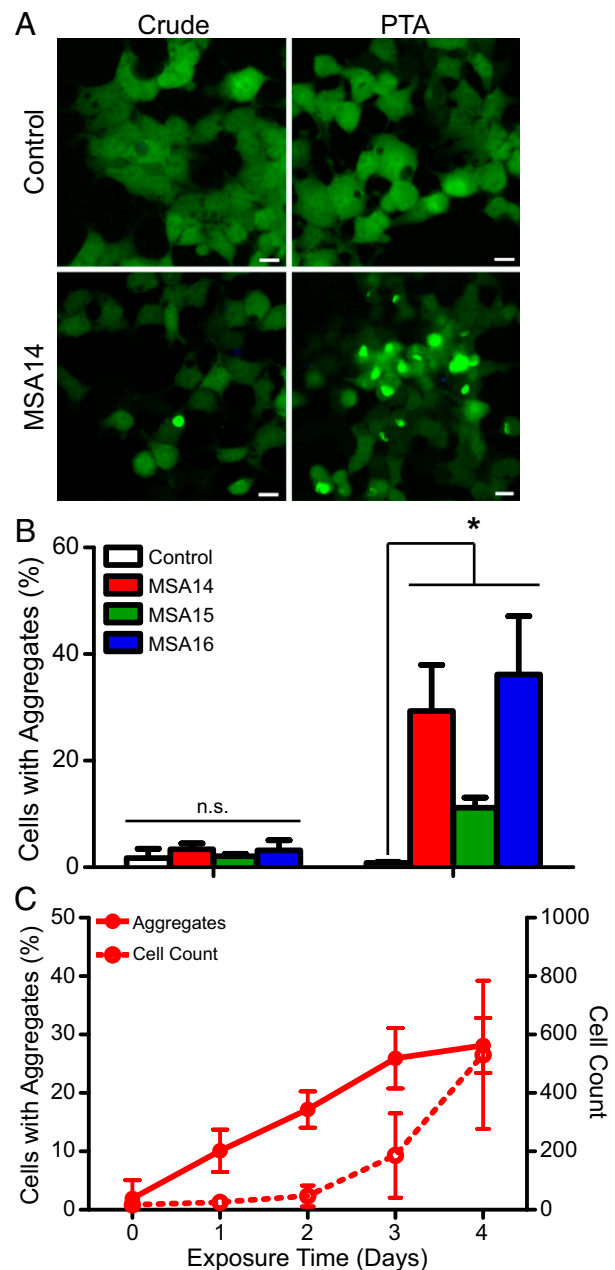 A
Crude PTA
Control
MSA14
B
Cells with Aggregates (%)
60
40
20
0
Control
MSA14
MSA15
MSA16
n.s.
*
C
Cells with Aggregates (%)
50
40
30
20
10
0
Aggregates
Cell Count
1000
800
600
400
200
0
Cell Count
0 1 2 3 4
Exposure Time (Days)